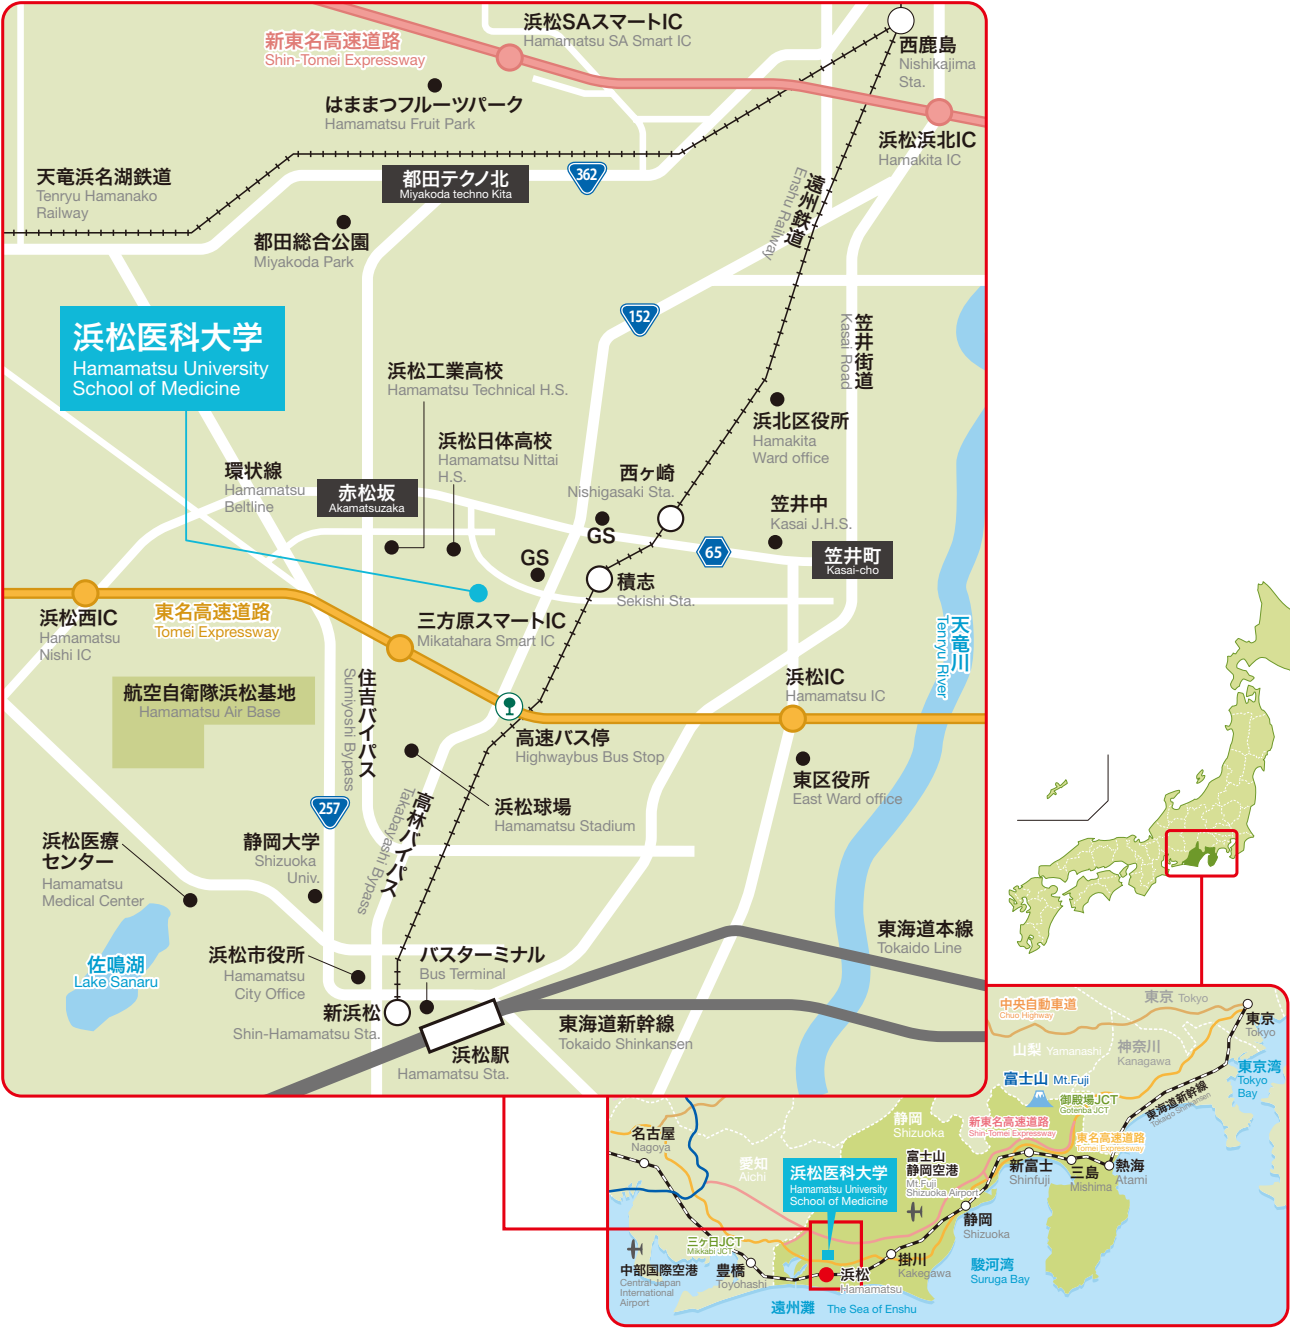 浜松SAスマートIC
Hamamatsu SA Smart IC
新東名高速道路
Shin-Tomei Expressway
西鹿島
Nishikajima
Sta.
はままつフルーツパーク
Hamamatsu Fruit Park
浜松浜北IC
Hamakita IC
天竜浜名湖鉄道
Tenryu Hamanako
Railway
都田テクノ北
Miyakoda techno Kita
362
遠州鉄道
Enshu Railway
都田総合公園
Miyakoda Park
152
笠井街道
Kasai Road
浜松医科大学
Hamamatsu University
School of Medicine
浜松工業高校
Hamamatsu Technical H.S.
浜北区役所
Hamakita
Ward office
浜松日体高校
Hamamatsu Nittai
H.S.
西ヶ崎
Nishigasaki Sta.
環状線
Hamamatsu
Beltline
赤松坂
Akamatsuzaka
笠井中
Kasai J.H.S.
GS
GS
65
笠井町
Kasai-cho
積志
Sekishi Sta.
浜松西IC
Hamamatsu
Nishi IC
東名高速道路
Tomei Expressway
三方原スマートIC
Mikatahara Smart IC
天竜川
Tenryu River
航空自衛隊浜松基地
Hamamatsu Air Base
住吉バイパス
Sumiyoshi Bypass
浜松IC
Hamamatsu IC
高速バス停
Highwaybus Bus Stop
東区役所
East Ward office
257
高林バイパス
Takabayashi Bypass
浜松球場
Hamamatsu Stadium
浜松医療
センター
Hamamatsu
Medical Center
静岡大学
Shizuoka
Univ.
佐鳴湖
Lake Sanaru
浜松市役所
Hamamatsu
City Office
バスターミナル
Bus Terminal
東海道本線
Tokaido Line
新浜松
Shin-Hamamatsu Sta.
浜松駅
Hamamatsu Sta.
東海道新幹線
Tokaido Shinkansen
中央自動車道
Chuo Highway
東京 Tokyo
東京
Tokyo
山梨 Yamanashi
神奈川
Kanagawa
富士山 Mt.Fuji
東京湾
Tokyo
Bay
御殿場JCT
Gotenba JCT
東海道新幹線
Tokaido Shinkansen
静岡
Shizuoka
新東名高速道路
Shin-Tomei Expressway
東名高速道路
Tomei Expressway
名古屋
Nagoya
愛知
Aichi
浜松医科大学
Hamamatsu University
School of Medicine
富士山
静岡空港
Mt.Fuji
Shizuoka Airport
新富士
Shinfuji
三島
Mishima
熱海
Atami
静岡
Shizuoka
三ヶ日JCT
Mikkabi JCT
中部国際空港
Central Japan
International
Airport
豊橋
Toyohashi
浜松
Hamamatsu
掛川
Kakegawa
駿河湾
Suruga Bay
遠州灘 The Sea of Enshu